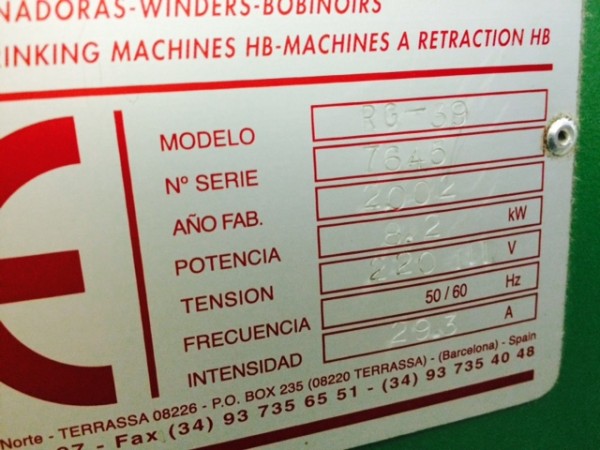 NADORAS-WINDERS-BOBINOIRS
INKING MACHINES HB-MACHINES A RETRACTION HB
CE
MODELO RG-39
Nº SERIE 7645
AÑO FAB. 2002
POTENCIA 8.2 kW
TENSION 220 V
FRECUENCIA 50/60 Hz
INTENSIDAD 29.3 A
Norte - TERRASSA 08226 - P.O. BOX 235 (08220 TERRASSA) - (Barcelona) - Spain
- Fax (34) 93 735 65 51 - (34) 93 735 40 48